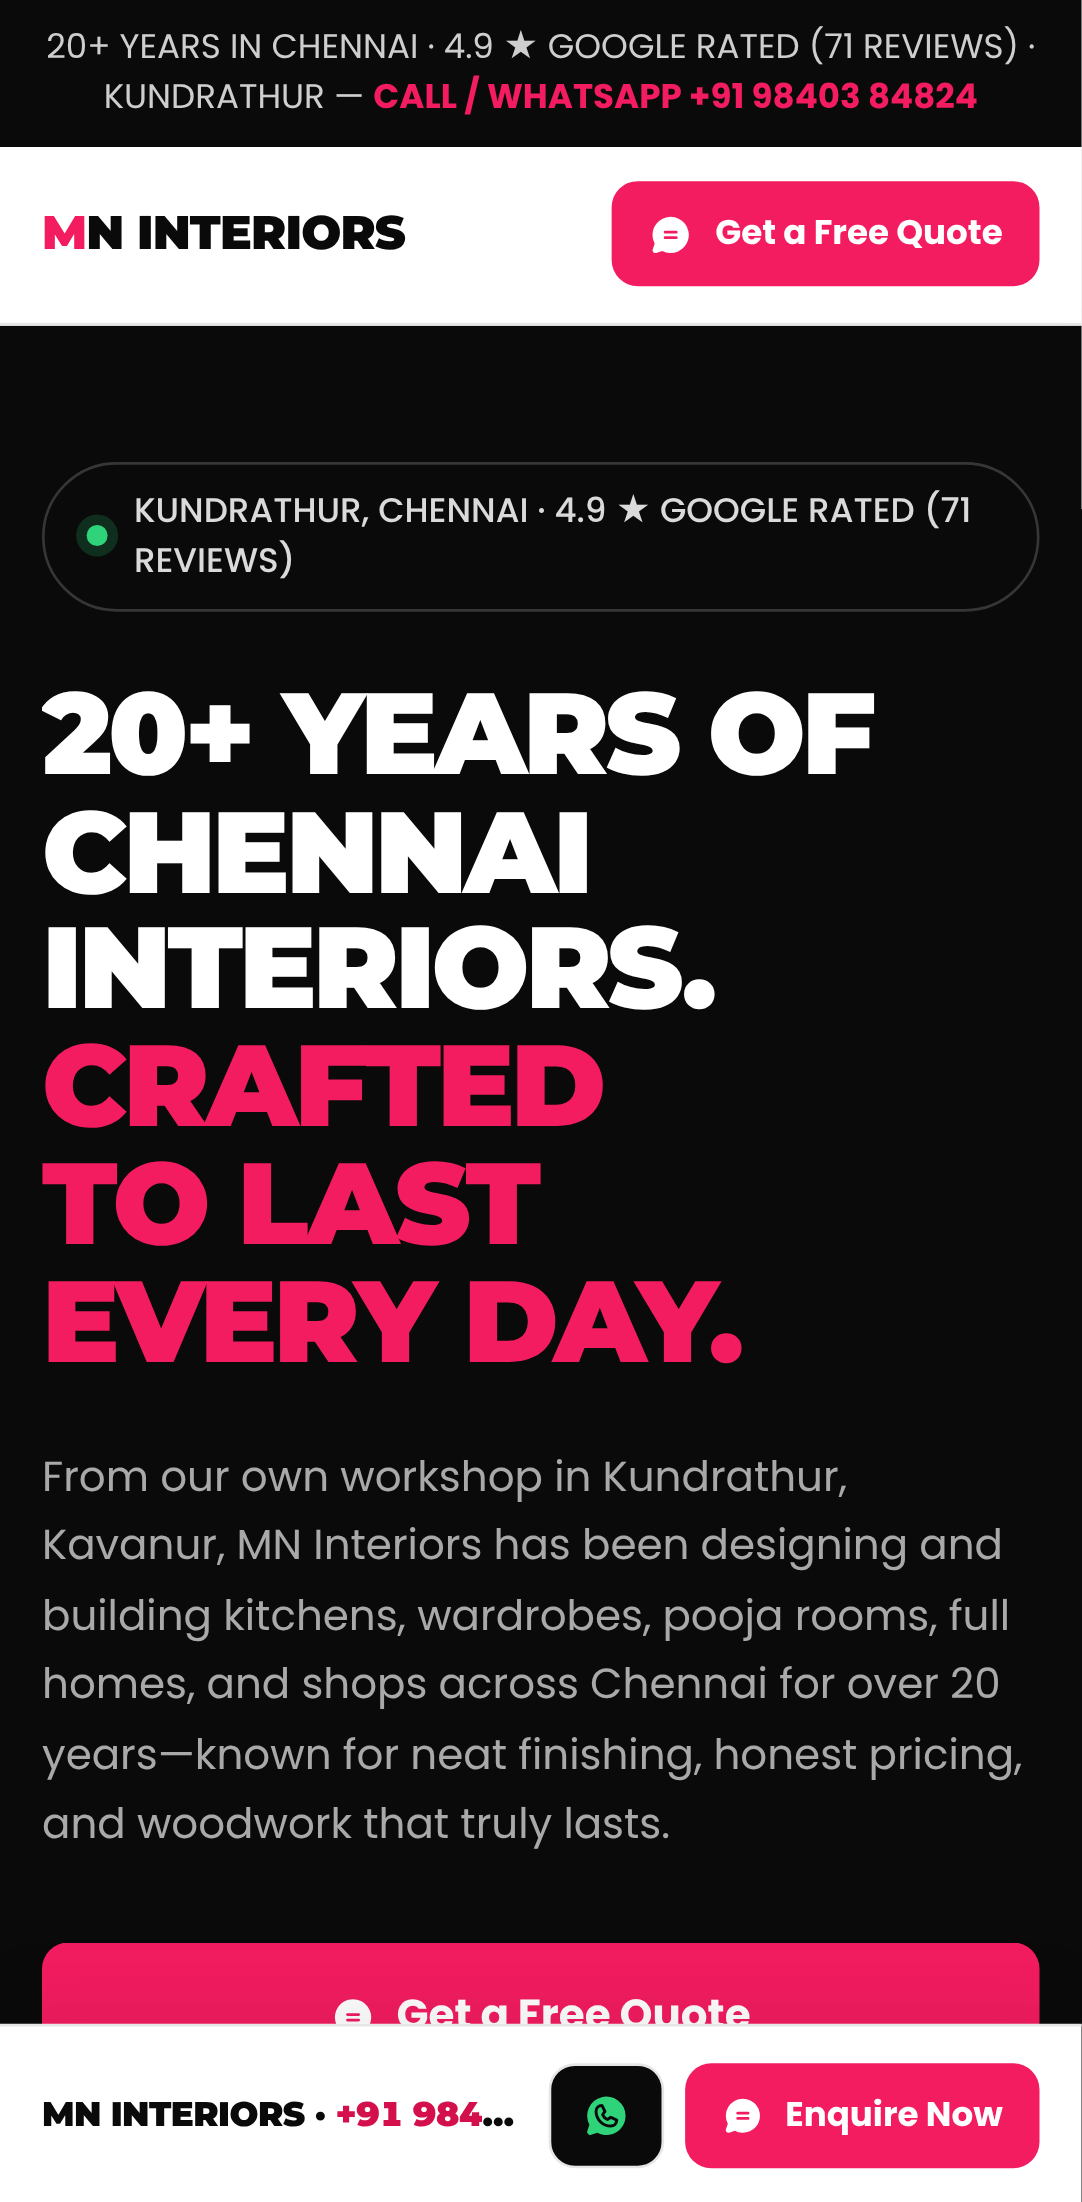 20+ YEARS IN CHENNAI · 4.9 ★ GOOGLE RATED (71 REVIEWS) ·
KUNDRATHUR — CALL / WHATSAPP +91 98403 84824
MN INTERIORS
Get a Free Quote
KUNDRATHUR, CHENNAI · 4.9 ★ GOOGLE RATED (71
REVIEWS)
20+ YEARS OF
CHENNAI
INTERIORS.
CRAFTED
TO LAST
EVERY DAY.
From our own workshop in Kundrathur,
Kavanur, MN Interiors has been designing and
building kitchens, wardrobes, pooja rooms, full
homes, and shops across Chennai for over 20
years—known for neat finishing, honest pricing,
and woodwork that truly lasts.
Get a Free Quote
MN INTERIORS · +91 984...
Enquire Now